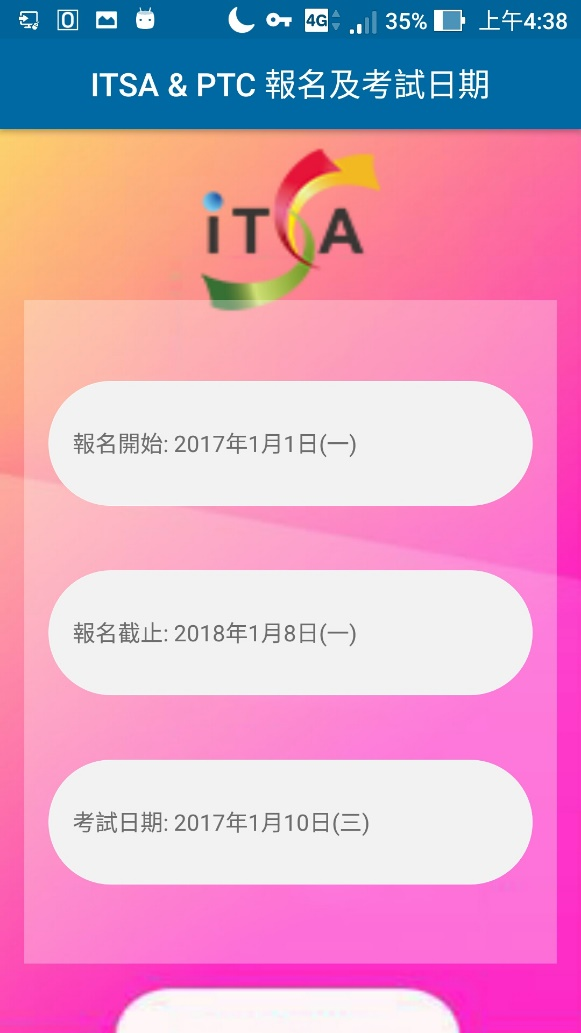 4G 35% 上午4:38
ITSA & PTC 報名及考試日期
iTSA
報名開始: 2017年1月1日(一)
報名截止: 2018年1月8日(一)
考試日期: 2017年1月10日(三)